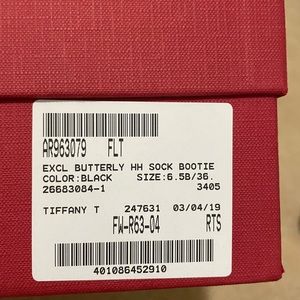 AR963079 FLT
EXCL BUTTERLY HH SOCK BOOTIE
COLOR:BLACK SIZE:6.5B/36.
26683084-1 3405
TIFFANY T 247631 03/04/19
FW-R63-04 RTS
401086452910